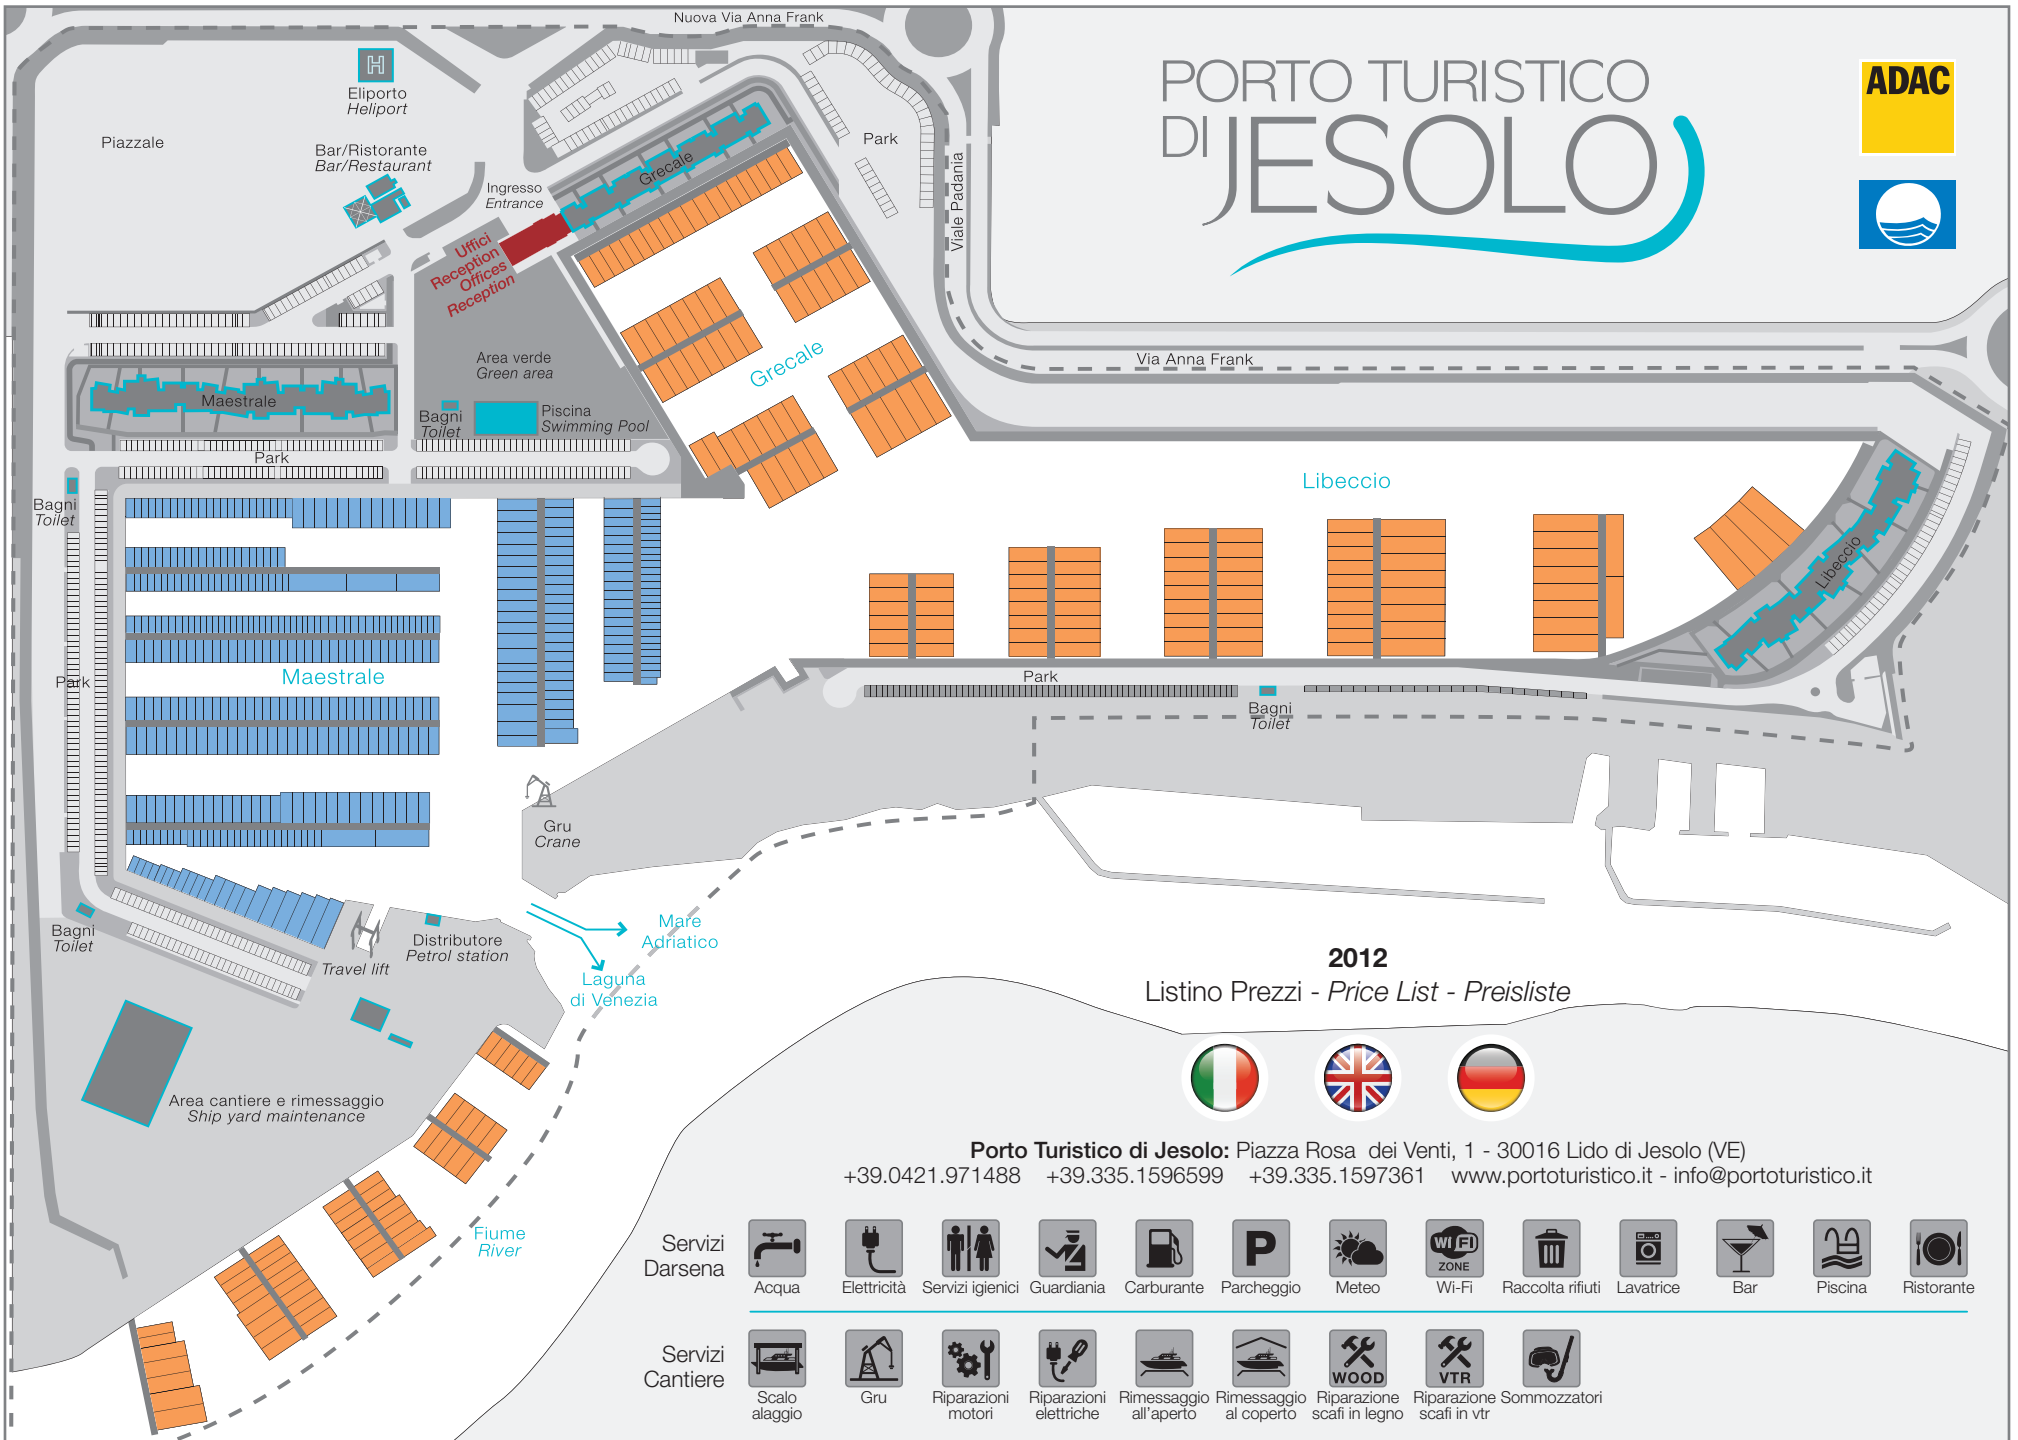 Nuova Via Anna Frank
PORTO TURISTICO
DI JESOLO
ADAC
H
Eliporto
Heliport
Piazzale
Bar/Ristorante
Bar/Restaurant
Park
Ingresso
Entrance
Grecale
Viale Padania
Uffici
Reception
Offices
Reception
Area verde
Green area
Grecale
Via Anna Frank
Maestrale
Bagni
Toilet
Piscina
Swimming Pool
Park
Libeccio
Bagni
Toilet
Libeccio
Park
Maestrale
Park
Bagni
Toilet
Gru
Crane
Bagni
Toilet
Travel lift
Distributore
Petrol station
Mare
Adriatico
Laguna
di Venezia
2012
Listino Prezzi - Price List - Preisliste
Area cantiere e rimessaggio
Ship yard maintenance
Fiume
River
Porto Turistico di Jesolo: Piazza Rosa dei Venti, 1 - 30016 Lido di Jesolo (VE)
+39.0421.971488 +39.335.1596599 +39.335.1597361 www.portoturistico.it - info@portoturistico.it
Servizi
Darsena
P
Wi Fi
ZONE
Acqua Elettricità Servizi igienici Guardiania Carburante Parcheggio Meteo Wi-Fi Raccolta rifiuti Lavatrice Bar Piscina Ristorante
Servizi
Cantiere
WOOD
VTR
Scalo alaggio
Gru
Riparazioni motori
Riparazioni elettriche
Rimessaggio all'aperto
Rimessaggio al coperto
Riparazione scafi in legno
Riparazione scafi in vtr
Sommozzatori